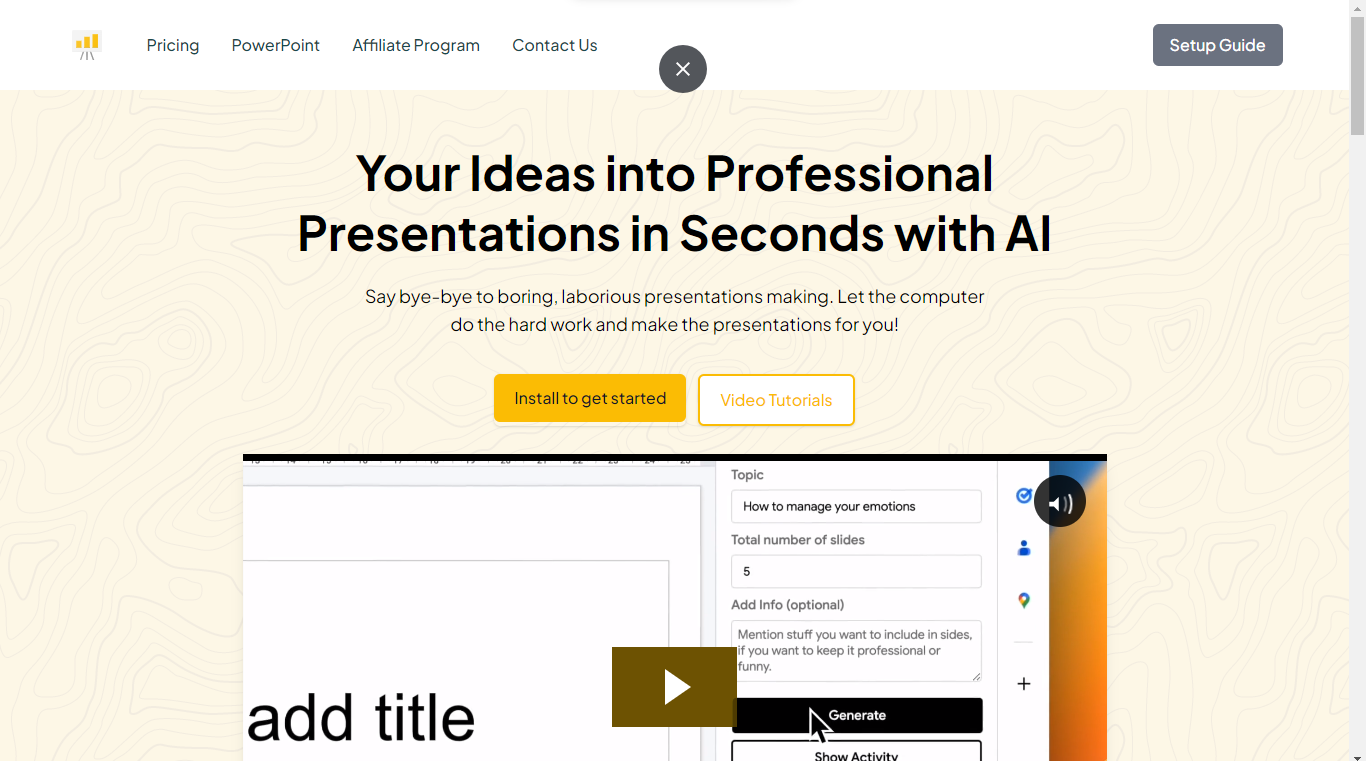 Pricing
PowerPoint
Affiliate Program
Contact Us
Setup Guide
Your Ideas into Professional
Presentations in Seconds with AI
Say bye-bye to boring, laborious presentations making. Let the computer
do the hard work and make the presentations for you!
Install to get started
Video Tutorials
Topic
How to manage your emotions
Total number of slides
5
Add Info (optional)
Mention stuff you want to include in sides,
if you want to keep it professional or
funny.
add title
Generate
Show Activity